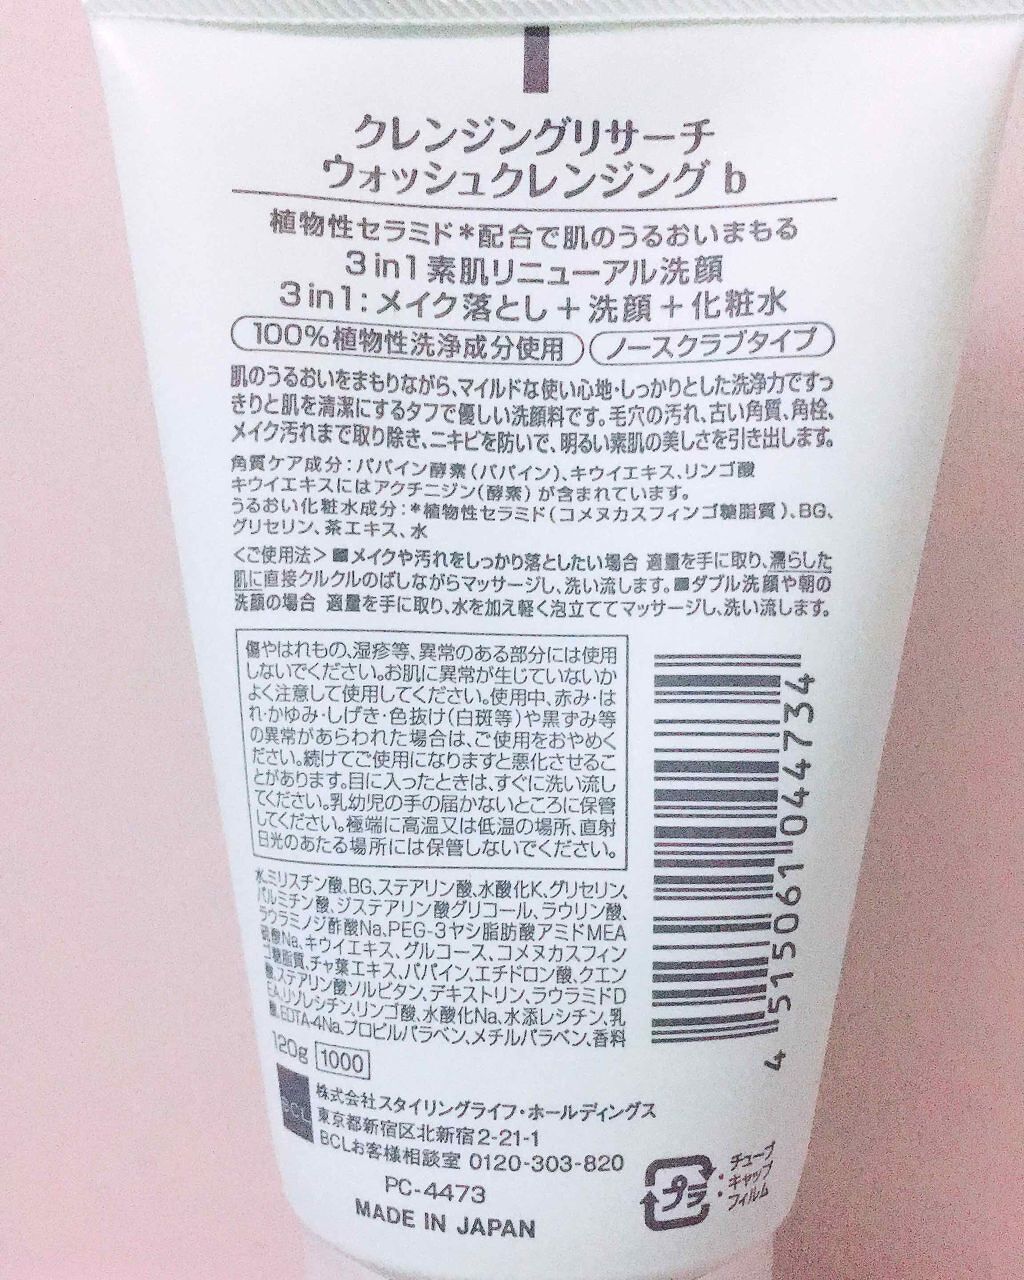 クレンジングリサーチ
ウォッシュクレンジング b
植物性セラミド*配合で肌のうるおいまもる
3in1素肌リニューアル洗顔
3in1:メイク落とし+洗顔+化粧水
100%植物性洗浄成分使用 ノースクラブタイプ
肌のうるおいをまもりながら、マイルドな使い心地・しっかりとした洗浄力ですっ
きりと肌を清潔にするタフで優しい洗顔料です。毛穴の汚れ、古い角質、角栓、
メイク汚れまで取り除き、ニキビを防いで、明るい素肌の美しさを引き出します。
角質ケア成分:パパイン酵素(パパイン)、キウイエキス、リンゴ酸
キウイエキスにはアクチニジン(酵素)が含まれています。
うるおい化粧水成分:*植物性セラミド(コメヌカスフィンゴ糖脂質)、BG、
グリセリン、茶エキス、水
<ご使用法>■メイクや汚れをしっかり落としたい場合 適量を手に取り、濡らした
肌に直接クルクルのばしながらマッサージし、洗い流します。■ダブル洗顔や朝の
洗顔の場合 適量を手に取り、水を加え軽く泡立ててマッサージし、洗い流します。
傷やはれもの、湿疹等、異常のある部分には使用
しないでください。お肌に異常が生じていないか
よく注意して使用してください。使用中、赤み・は
れ・かゆみ・しげき・色抜け(白斑等)や黒ずみ等
の異常があらわれた場合は、ご使用をおやめく
ださい。続けてご使用になりますと悪化させるこ
とがあります。目に入ったときは、すぐに洗い流し
てください。乳幼児の手の届かないところに保管
してください。極端に高温又は低温の場所、直射
日光のあたる場所には保管しないでください。
4 515061 044734
水、ミリスチン酸、BG、ステアリン酸、水酸化K、グリセリン、
パルミチン酸、ジステアリン酸グリコール、ラウリン酸、
ラウラミノジ酢酸Na、PEG-3ヤシ脂肪酸アミドMEA
硫酸Na、キウイエキス、グルコース、コメヌカスフィン
ゴ糖脂質、チャ葉エキス、パパイン、エチドロン酸、クエン
酸、ステアリン酸ソルビタン、デキストリン、ラウラミドD
EA、リゾレシチン、リンゴ酸、水酸化Na、水添レシチン、乳
酸、EDTA-4Na、プロピルパラベン、メチルパラベン、香料
120g 1000
BCL
株式会社スタイリングライフ・ホールディングス
東京都新宿区北新宿2-21-1
BCLお客様相談室 0120-303-820
PC-4473
MADE IN JAPAN
プラ
・チューブ
・キャップ
・フィルム